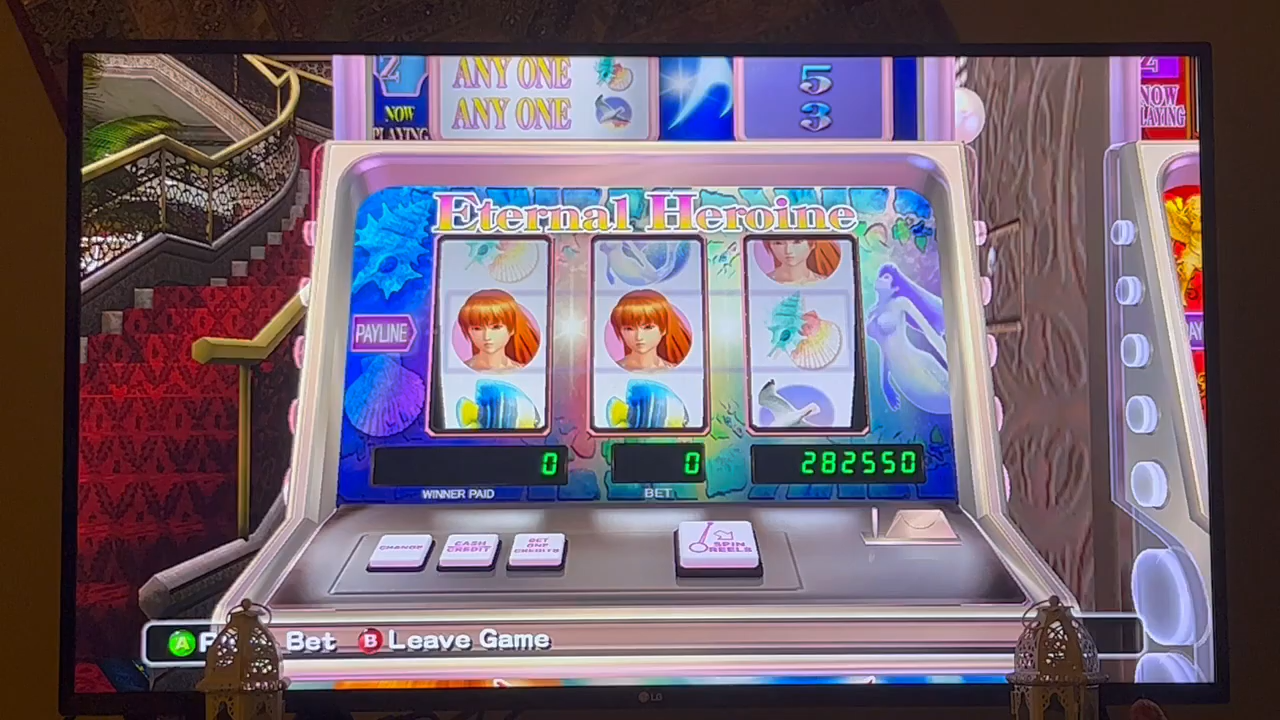 Z
ANY ONE
5
Z
NOW
PLAYING
ANY ONE
3
NOW
Eternal Heroine
PAYLINE
0
0
282550
WINNER PAID
BET
CHANGE
CASH
CREDIT
BET
ONE
CREDITS
SPIN
REELS
A
Bet
B
Leave Game
LG